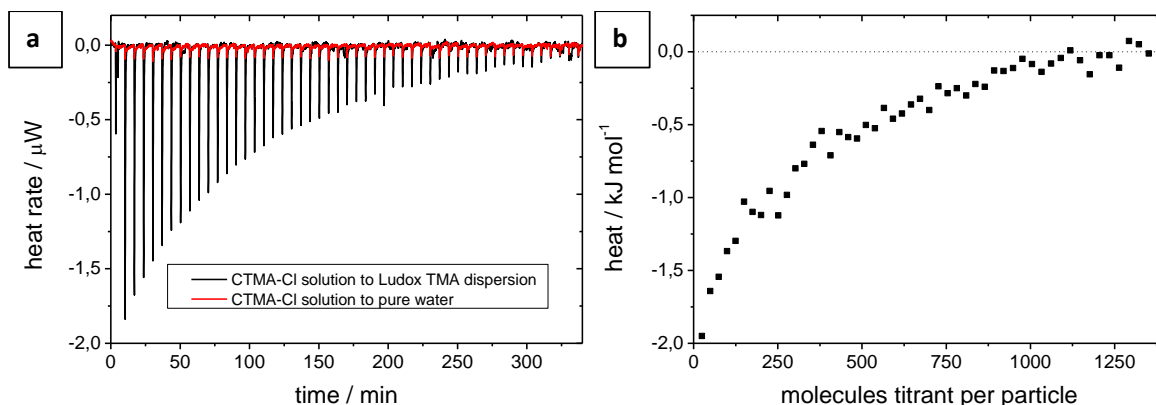 a
0,0
-0,5
-1,0
-1,5
-2,0
heat rate / μW
0
50
100
150
200
250
300
time / min
CTMA-Cl solution to Ludox TMA dispersion
CTMA-Cl solution to pure water
b
0,0
-0,5
-1,0
-1,5
-2,0
heat / kJ mol⁻¹
0
250
500
750
1000
1250
molecules titrant per particle